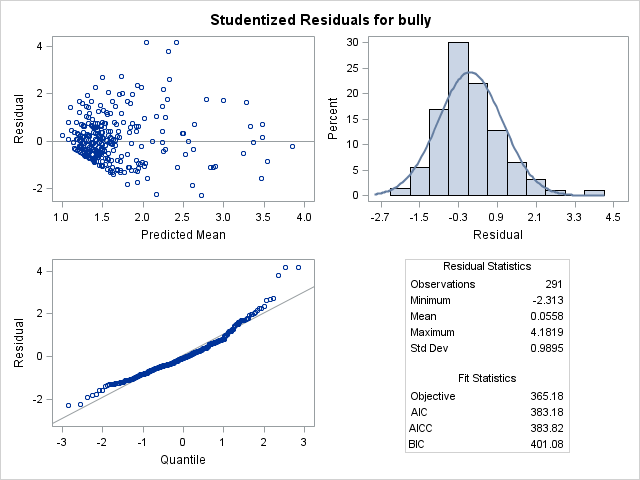 Studentized Residuals for bully
4
2
0
-2
Residual
1.0 1.5 2.0 2.5 3.0 3.5 4.0
Predicted Mean
30
25
20
15
10
5
0
Percent
-2.7 -1.5 -0.3 0.9 2.1 3.3 4.5
Residual
4
2
0
-2
Residual
-3 -2 -1 0 1 2 3
Quantile
Residual Statistics
Observations 291
Minimum -2.313
Mean 0.0558
Maximum 4.1819
Std Dev 0.9895
Fit Statistics
Objective 365.18
AIC 383.18
AICC 383.82
BIC 401.08